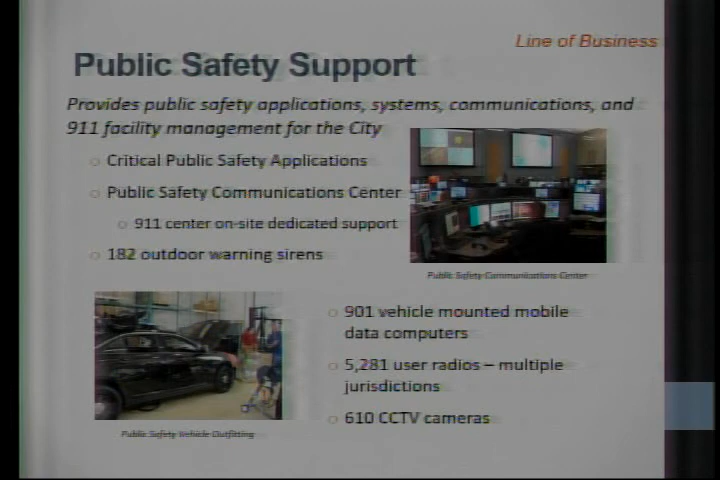 Line of Business
Public Safety Support
Provides public safety applications, systems, communications, and
911 facility management for the City
Critical Public Safety Applications
Public Safety Communications Center
911 center on-site dedicated support
182 outdoor warning sirens
Public Safety Communications Center
901 vehicle mounted mobile
data computers
5,281 user radios – multiple
jurisdictions
610 CCTV cameras
Public Safety Vehicle Outfitting